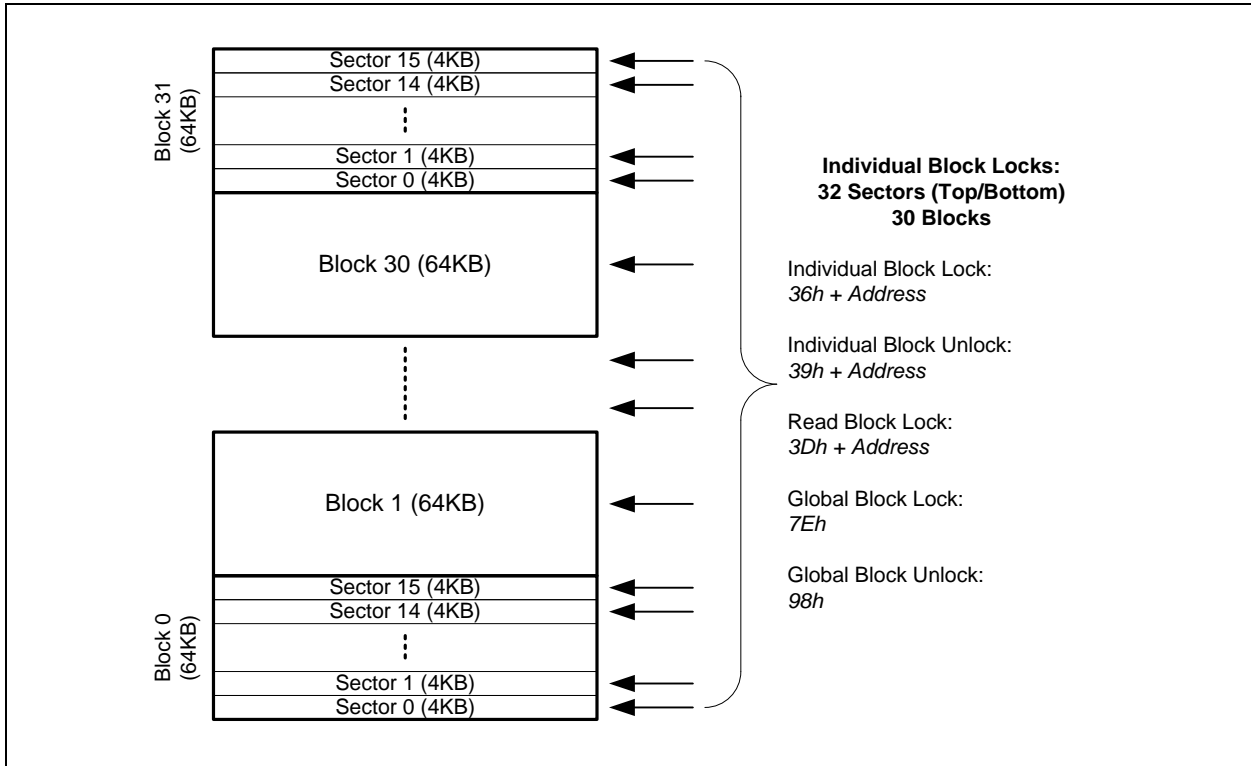 Block 31
(64KB)
Sector 15 (4KB)
Sector 14 (4KB)
Sector 1 (4KB)
Sector 0 (4KB)
Block 30 (64KB)
Block 1 (64KB)
Block 0
(64KB)
Sector 15 (4KB)
Sector 14 (4KB)
Sector 1 (4KB)
Sector 0 (4KB)
Individual Block Locks:
32 Sectors (Top/Bottom)
30 Blocks
Individual Block Lock:
36h + Address
Individual Block Unlock:
39h + Address
Read Block Lock:
3Dh + Address
Global Block Lock:
7Eh
Global Block Unlock:
98h